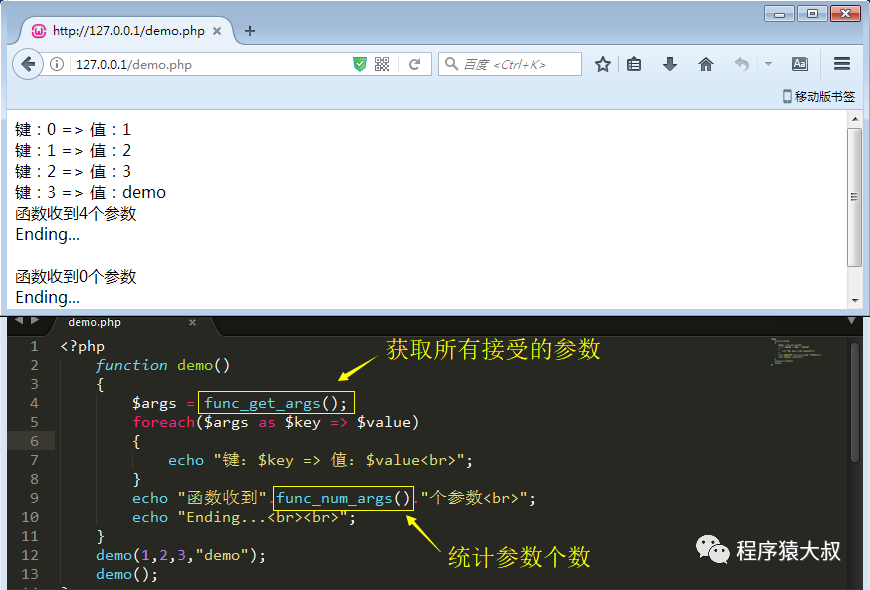 http://127.0.0.1/demo.php
127.0.0.1/demo.php
百度 <Ctrl+K>
移动版书签
键：0 => 值：1
键：1 => 值：2
键：2 => 值：3
键：3 => 值：demo
函数收到4个参数
Ending...
函数收到0个参数
Ending...
demo.php
获取所有接受的参数
1 <?php
2 function demo()
3 {
4 $args = func_get_args();
5 foreach($args as $key => $value)
6 {
7 echo "键：$key => 值：$value<br>";
8 }
9 echo "函数收到".func_num_args()."个参数<br>";
10 echo "Ending...<br><br>";
11 }
12 demo(1,2,3,"demo");
13 demo();
统计参数个数
程序猿大叔